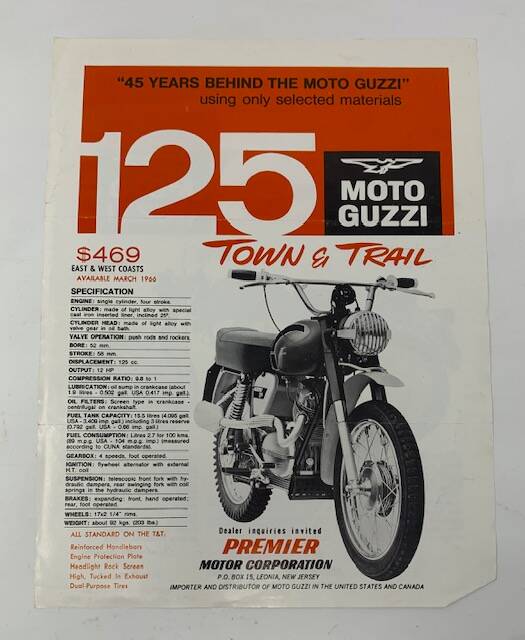 "45 YEARS BEHIND THE MOTO GUZZI"
using only selected materials
125
MOTO
GUZZI
TOWN & TRAIL
$469
EAST & WEST COASTS
AVAILABLE MARCH 1966
SPECIFICATION
ENGINE: single cylinder, four stroke.
CYLINDER: made of light alloy with special
cast iron inserted liner, inclined 25°.
CYLINDER HEAD: made of light alloy with
valve gear in oil bath.
VALVE OPERATION: push rods and rockers.
BORE: 52 mm.
STROKE: 58 mm.
DISPLACEMENT: 125 cc.
OUTPUT: 12 HP
COMPRESSION RATIO: 9.8 to 1
LUBRICATION: oil sump in crankcase (about
1.9 litres - 0.502 gall. USA 0.417 imp. gall.).
OIL FILTERS: Screen type in crankcase -
centrifugal on crankshaft.
FUEL TANK CAPACITY: 15.5 litres (4.095 gall.
USA - 3.409 imp gall.) including 3 litres reserve
(0.792 gall. USA - 0.66 imp. gall.)
FUEL CONSUMPTION: Litres 2.7 for 100 kms.
(89 m.p.g. USA - 104 m.p.g. imp.) (measured
according to CUNA standards).
GEARBOX: 4 speeds, foot operated.
IGNITION: flywheel alternator with external
H.T. coil
SUSPENSION: telescopic front fork with hy-
draulic dampers, rear swinging fork with coil
springs in the hydraulic dampers.
BRAKES: expanding: front, hand operated;
rear, foot operated.
WHEELS: 17x2 1/4" rims.
WEIGHT: about 92 kgs. (203 lbs.)
ALL STANDARD ON THE T&T:
Reinforced Handlebars
Engine Protection Plate
Headlight Rock Screen
High, Tucked In Exhaust
Dual-Purpose Tires
Dealer inquiries invited
PREMIER
MOTOR CORPORATION
P.O. BOX 15, LEONIA, NEW JERSEY
IMPORTER AND DISTRIBUTOR OF MOTO GUZZI IN THE UNITED STATES AND CANADA